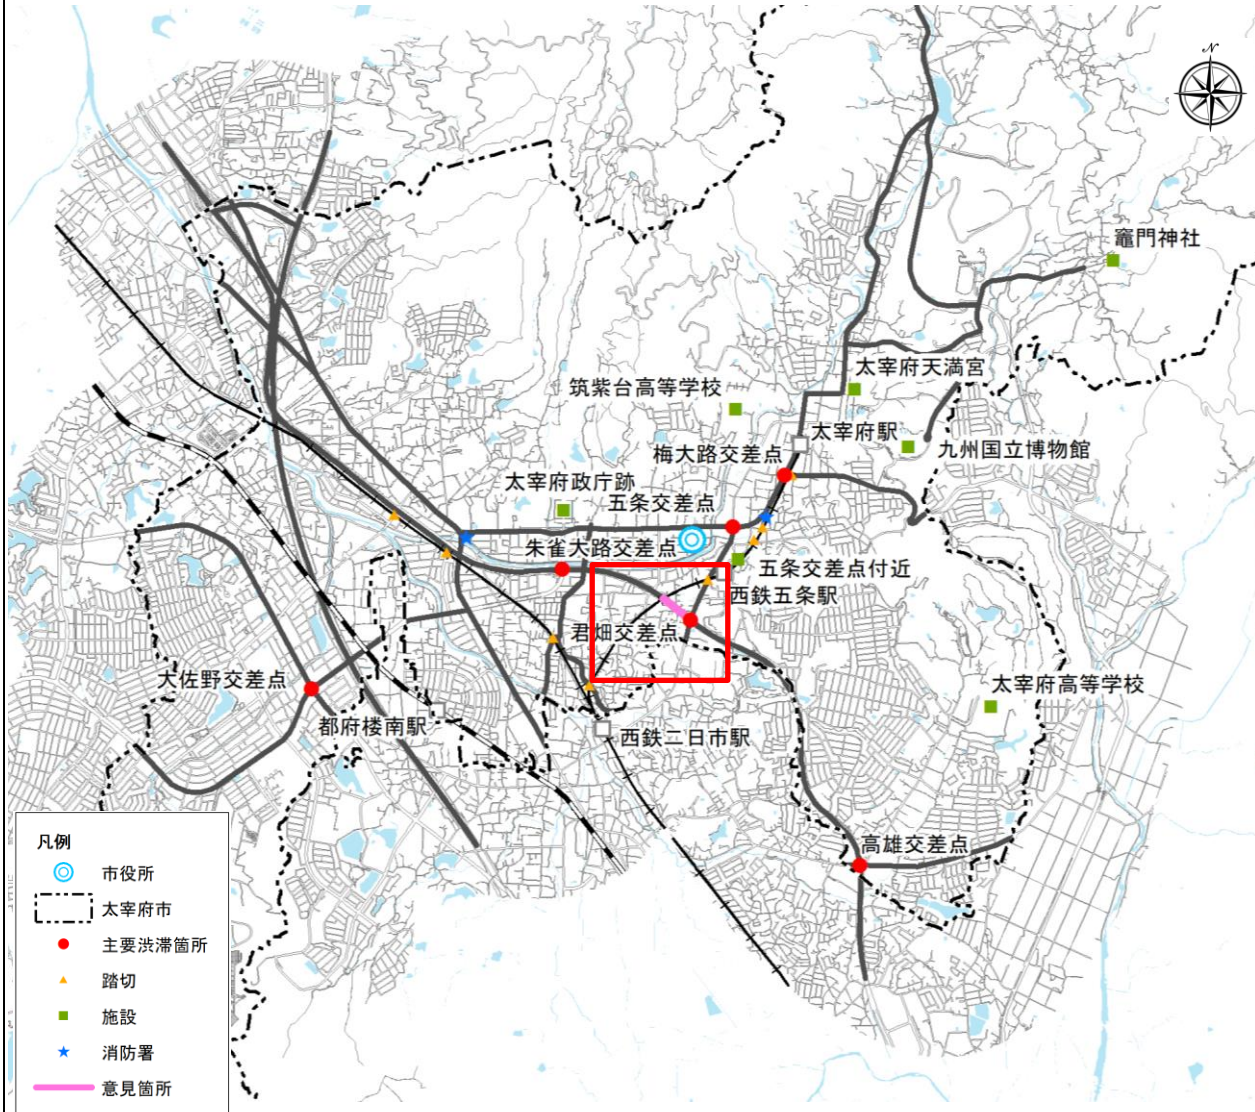 N
竈門神社
太宰府天満宮
筑紫台高等学校
太宰府駅
九州国立博物館
梅大路交差点
太宰府政庁跡
五条交差点
朱雀大路交差点
五条交差点付近
西鉄五条駅
君畑交差点
大佐野交差点
太宰府高等学校
都府楼南駅
西鉄二日市駅
高雄交差点
凡例
市役所
太宰府市
主要渋滞箇所
踏切
施設
消防署
意見箇所